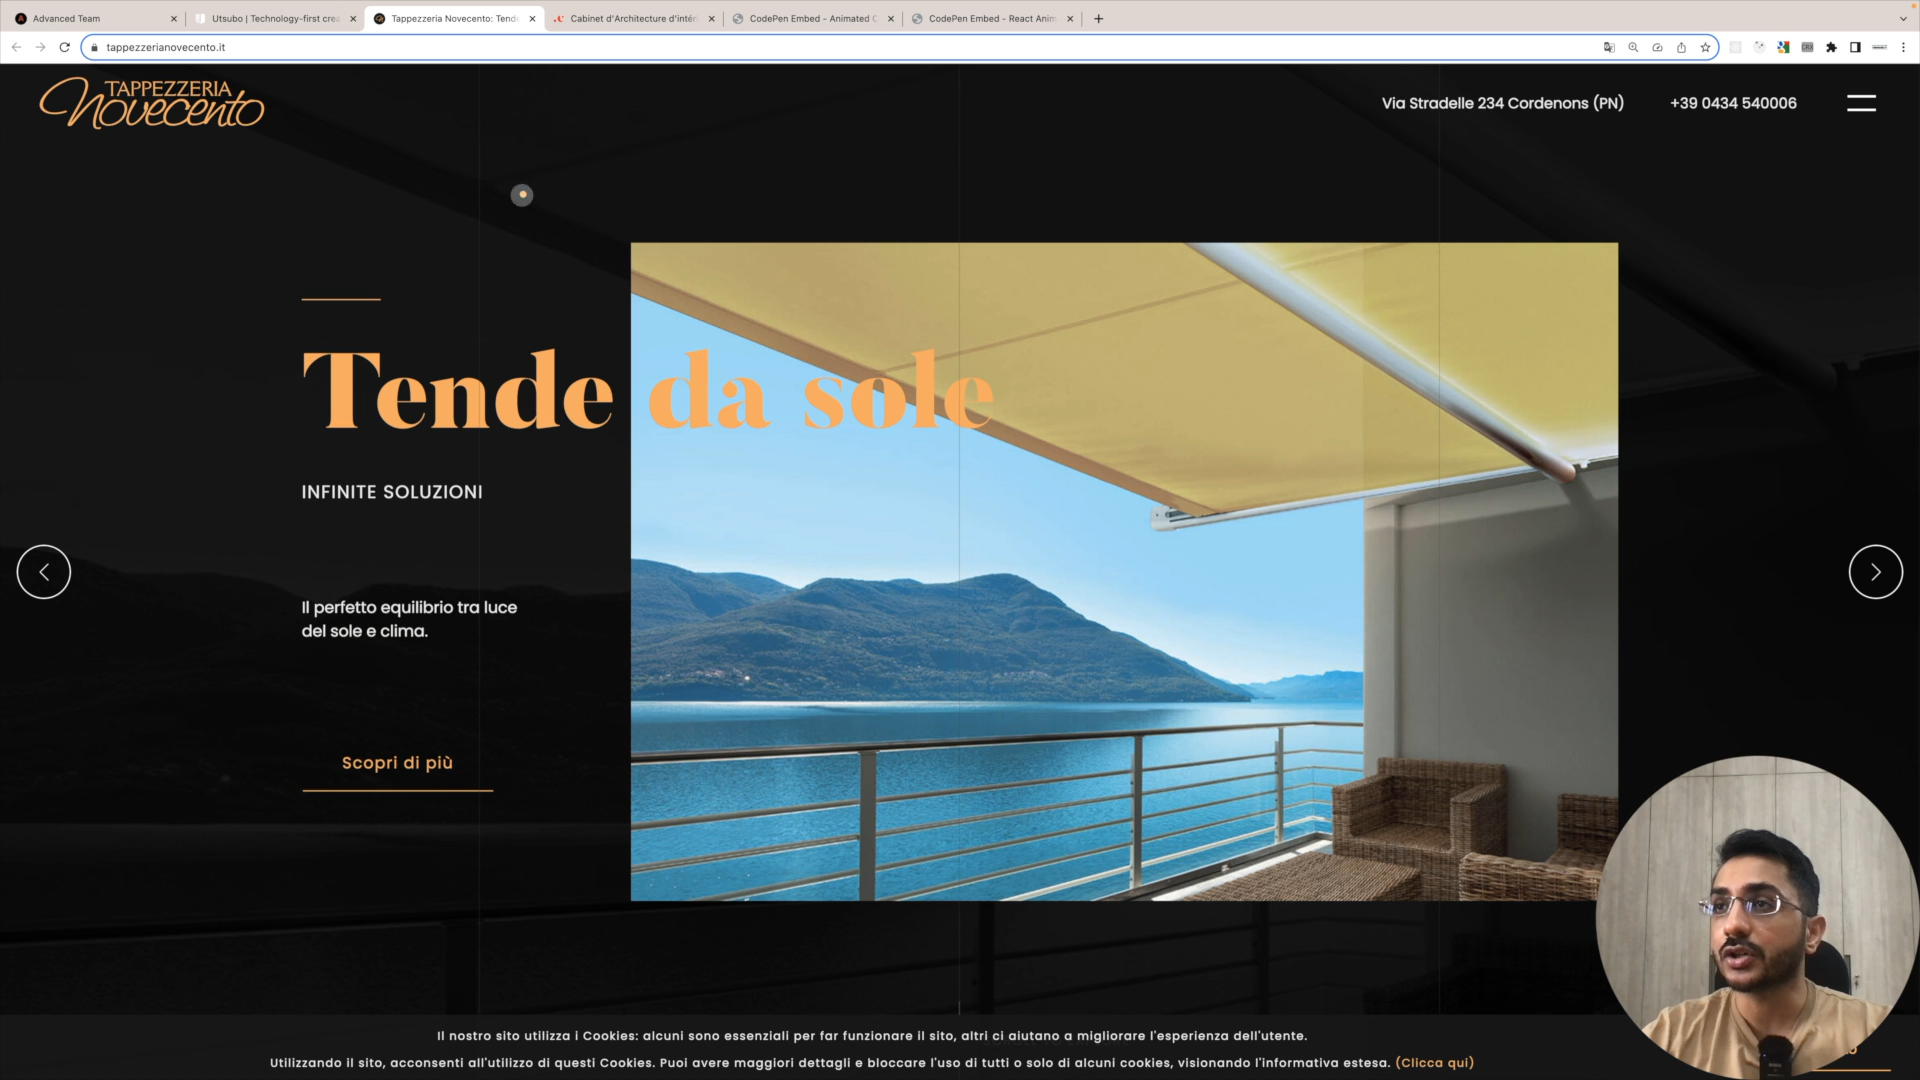 Advanced Team
Utsubo | Technology-first crea
Tappezzeria Novecento: Tend
Cabinet d'Architecture d'intér
CodePen Embed - Animated C
CodePen Embed - React Anim
tappezzerianovecento.it
TAPPEZZERIA
Novecento
Via Stradelle 234 Cordenons (PN)
+39 0434 540006
Tende da sole
INFINITE SOLUZIONI
Il perfetto equilibrio tra luce
del sole e clima.
Scopri di più
Il nostro sito utilizza i Cookies: alcuni sono essenziali per far funzionare il sito, altri ci aiutano a migliorare l'esperienza dell'utente.
Utilizzando il sito, acconsenti all'utilizzo di questi Cookies. Puoi avere maggiori dettagli e bloccare l'uso di tutti o solo di alcuni cookies, visionando l'informativa estesa. (Clicca qui)